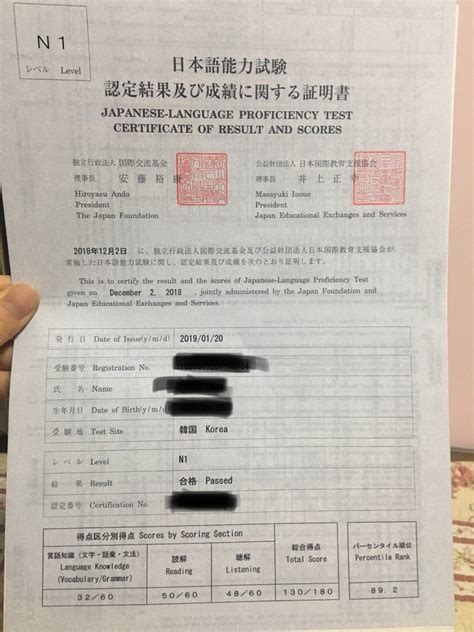 N1
レベル Level
日本語能力試験
認定結果及び成績に関する証明書
JAPANESE-LANGUAGE PROFICIENCY TEST
CERTIFICATE OF RESULT AND SCORES
独立行政法人 国際交流基金
理事長 安藤裕康
Hiroyasu Ando
President
The Japan Foundation
公益財団法人 日本国際教育支援協会
理事長 井上正幸
Masayuki Inoue
President
Japan Educational Exchanges and Services
2018年12月2日 に、独立行政法人国際交流基金及び公益財団法人日本国際教育支援協会が
実施した日本語能力試験に関し、認定結果及び成績を次のとおり証明します。
This is to certify the result and the scores of Japanese-Language Proficiency Test
given on December 2, 2018 , jointly administered by the Japan Foundation and
Japan Educational Exchanges and Services.
発行日 Date of Issue(y/m/d) 2019/01/20
受験番号 Registration No.
氏名 Name
生年月日 Date of Birth(y/m/d)
受験地 Test Site 韓国 Korea
レベル Level N1
結果 Result 合格 Passed
認定番号 Certification No.
得点区分別得点 Scores by Scoring Section
総合得点 Total Score
パーセンタイル順位 Percentile Rank
言語知識（文字・語彙・文法） Language Knowledge (Vocabulary/Grammar)
読解 Reading
聴解 Listening
32/60 50/60 48/60 130/180 89.2